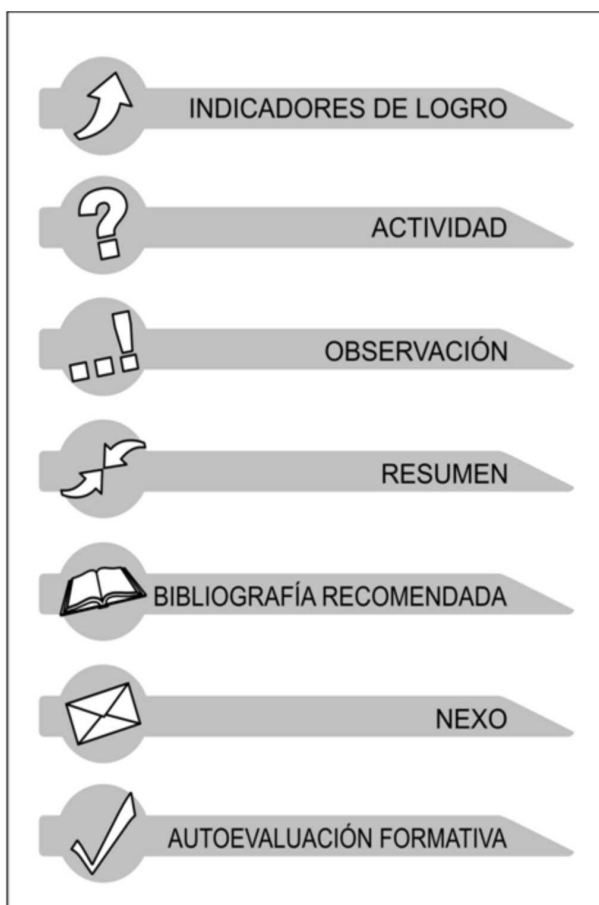 INDICADORES DE LOGRO
ACTIVIDAD
OBSERVACIÓN
RESUMEN
BIBLIOGRAFÍA RECOMENDADA
NEXO
AUTOEVALUACIÓN FORMATIVA